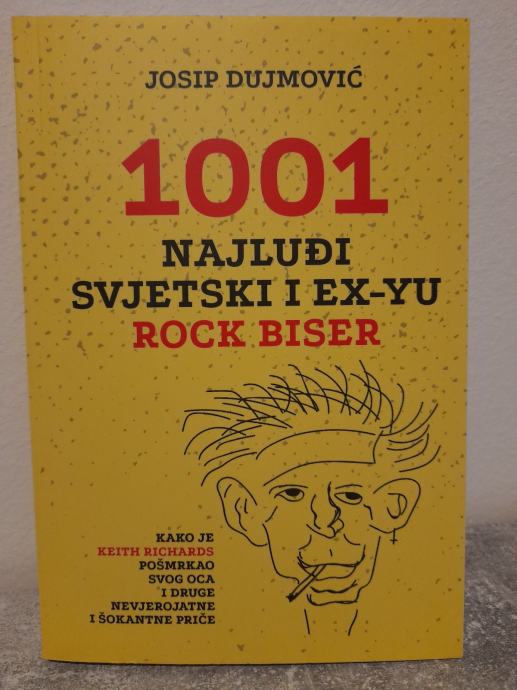 JOSIP DUJMOVIĆ
1001
NAJLUĐI
SVJETSKI I EX-YU
ROCK BISER
KAKO JE
KEITH RICHARDS
POŠMRKAO
SVOG OCA
I DRUGE
NEVJEROJATNE
I ŠOKANTNE PRIČE